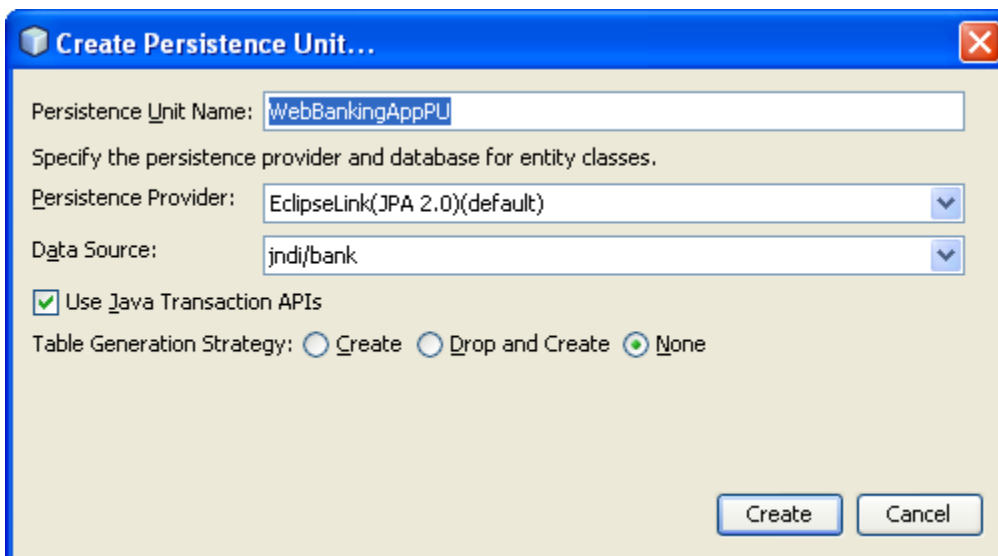 Create Persistence Unit...
Persistence Unit Name: WebBankingAppPU
Specify the persistence provider and database for entity classes.
Persistence Provider: EclipseLink(JPA 2.0)(default)
Data Source: jndi/bank
Use Java Transaction APIs
Table Generation Strategy: Create Drop and Create None
Create Cancel